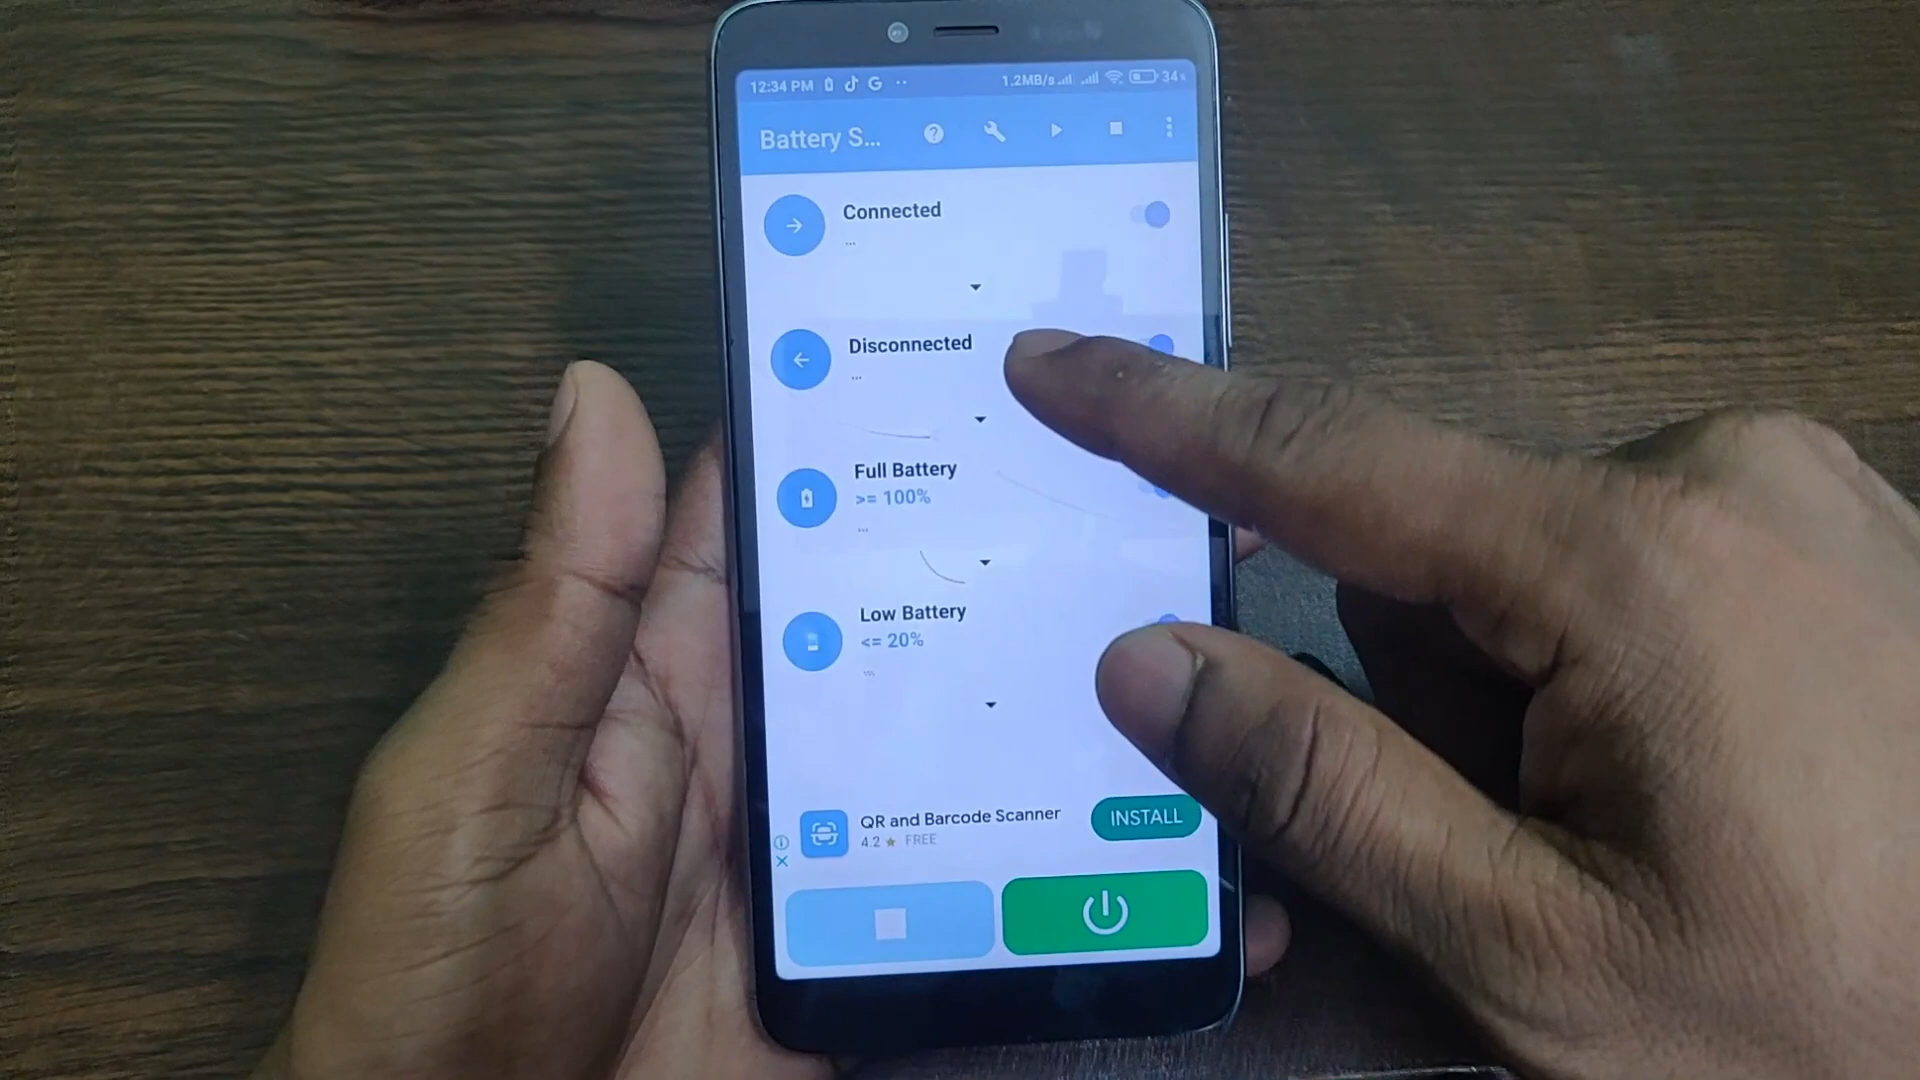 12:34 PM G 1.2MB/s 34%
Battery S...
Connected
...
Disconnected
...
Full Battery
>= 100%
...
Low Battery
<= 20%
...
QR and Barcode Scanner
4.2 ★ FREE
INSTALL